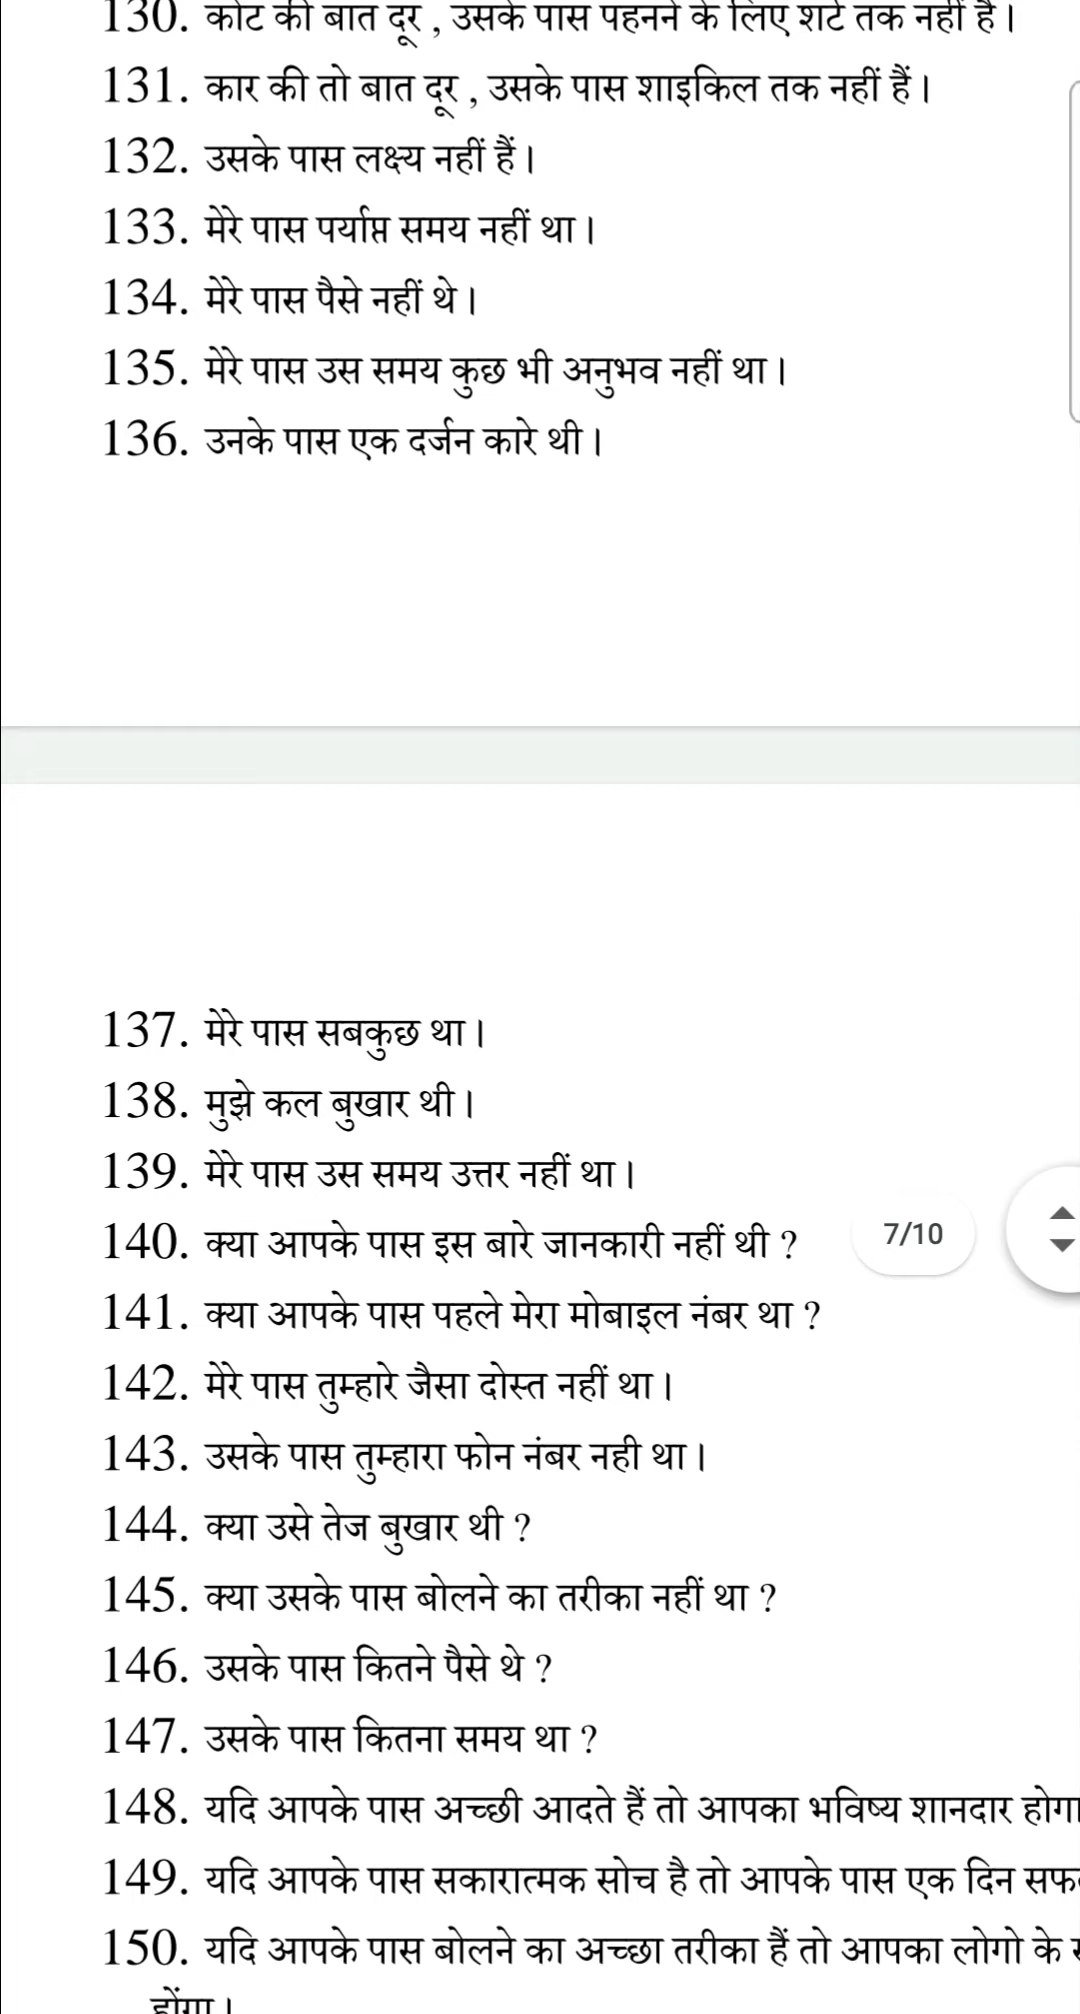 130. कोट की बात दूर , उसके पास पहनने के लिए शर्ट तक नहीं है।
131. कार की तो बात दूर , उसके पास शाइकिल तक नहीं हैं।
132. उसके पास लक्ष्य नहीं हैं।
133. मेरे पास पर्याप्त समय नहीं था।
134. मेरे पास पैसे नहीं थे।
135. मेरे पास उस समय कुछ भी अनुभव नहीं था।
136. उनके पास एक दर्जन कारे थी।
137. मेरे पास सबकुछ था।
138. मुझे कल बुखार थी।
139. मेरे पास उस समय उत्तर नहीं था।
140. क्या आपके पास इस बारे जानकारी नहीं थी ?
7/10
141. क्या आपके पास पहले मेरा मोबाइल नंबर था ?
142. मेरे पास तुम्हारे जैसा दोस्त नहीं था।
143. उसके पास तुम्हारा फोन नंबर नही था।
144. क्या उसे तेज बुखार थी ?
145. क्या उसके पास बोलने का तरीका नहीं था ?
146. उसके पास कितने पैसे थे ?
147. उसके पास कितना समय था ?
148. यदि आपके पास अच्छी आदते हैं तो आपका भविष्य शानदार होगा
149. यदि आपके पास सकारात्मक सोच है तो आपके पास एक दिन
150. यदि आपके पास बोलने का अच्छा तरीका हैं तो आपका लोगो के
होंगा।